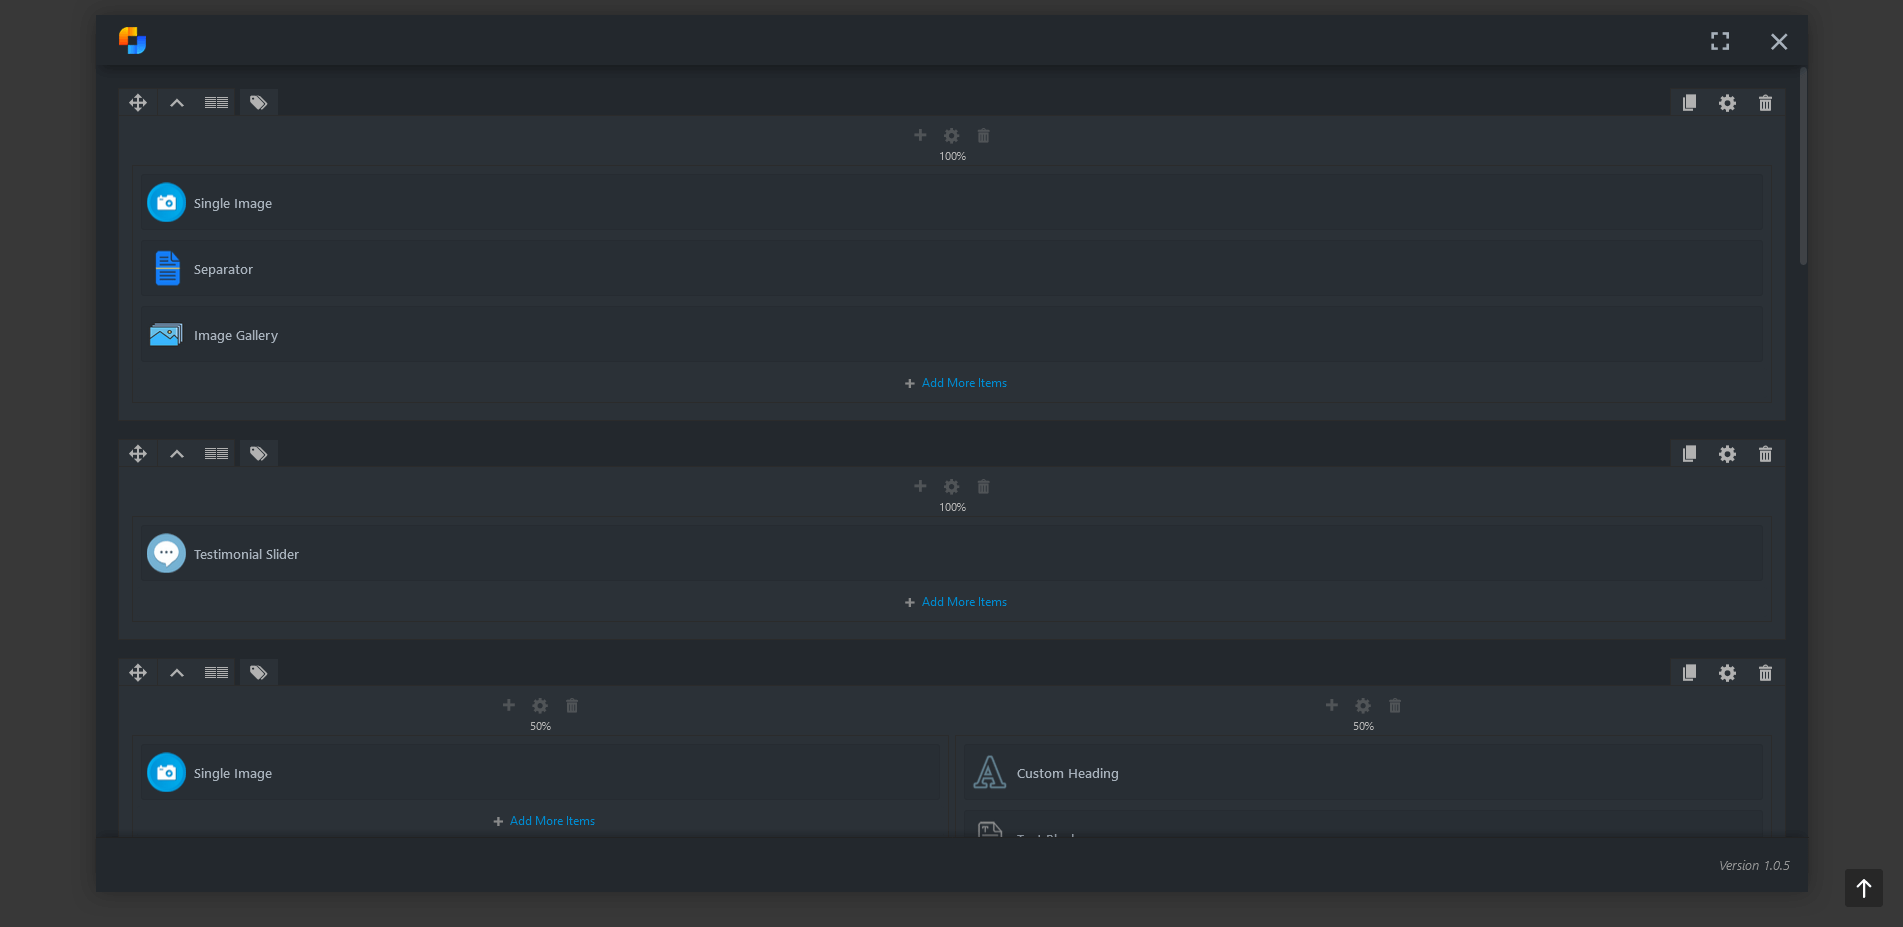 100%
Single Image
Separator
Image Gallery
Add More Items
100%
Testimonial Slider
Add More Items
50%
50%
Single Image
Custom Heading
Add More Items
Version 1.0.5